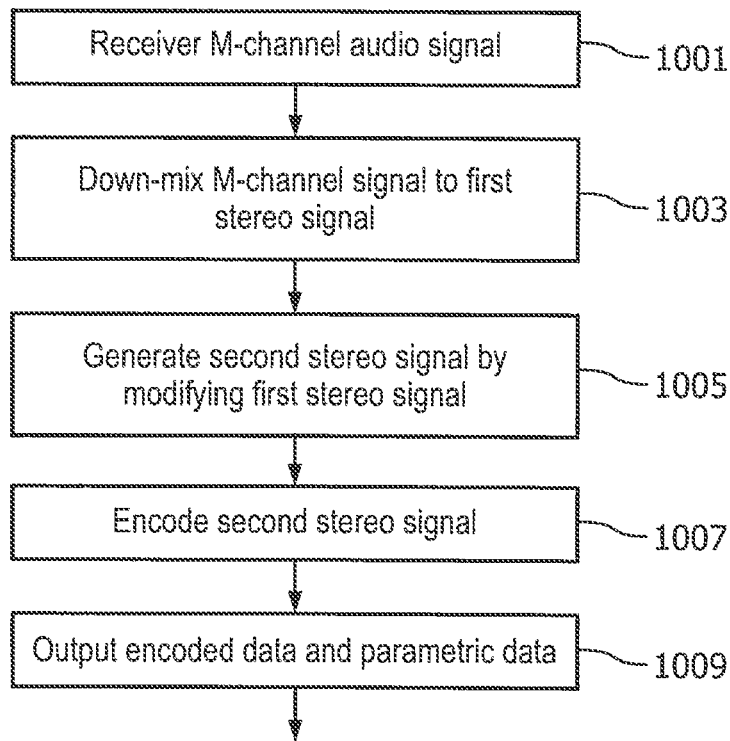 Receiver M-channel audio signal
1001
Down-mix M-channel signal to first
stereo signal
1003
Generate second stereo signal by
modifying first stereo signal
1005
Encode second stereo signal
1007
Output encoded data and parametric data
1009